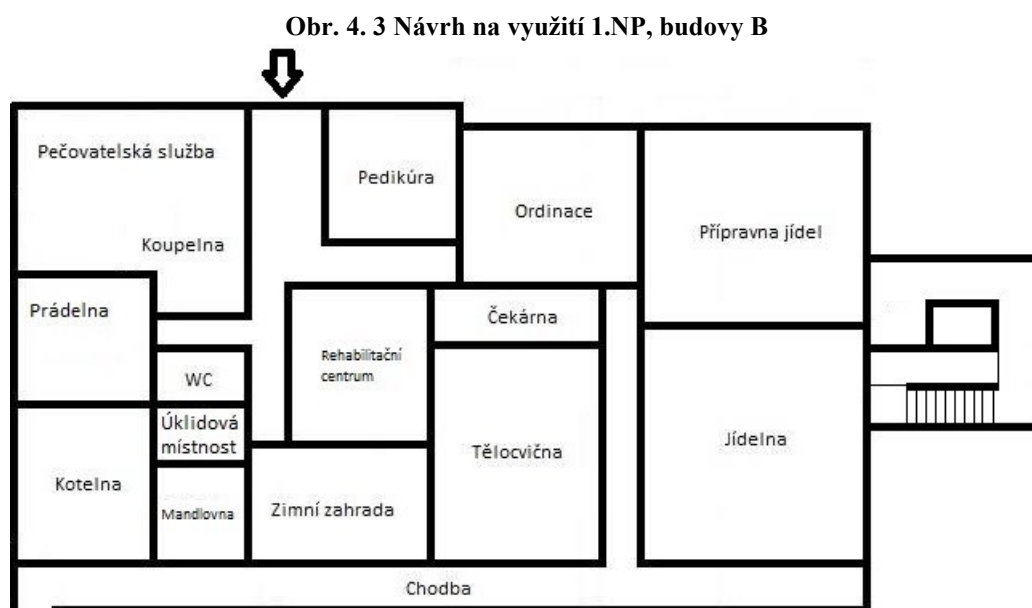 Obr. 4. 3 Návrh na využití 1.NP, budovy B
Pečovatelská služba
Pedikúra
Ordinace
Přípravna jídel
Koupelna
Prádelna
Čekárna
Rehabilitační
centrum
WC
Úklidová
místnost
Tělocvična
Jídelna
Kotelna
Mandlovna
Zimní zahrada
Chodba